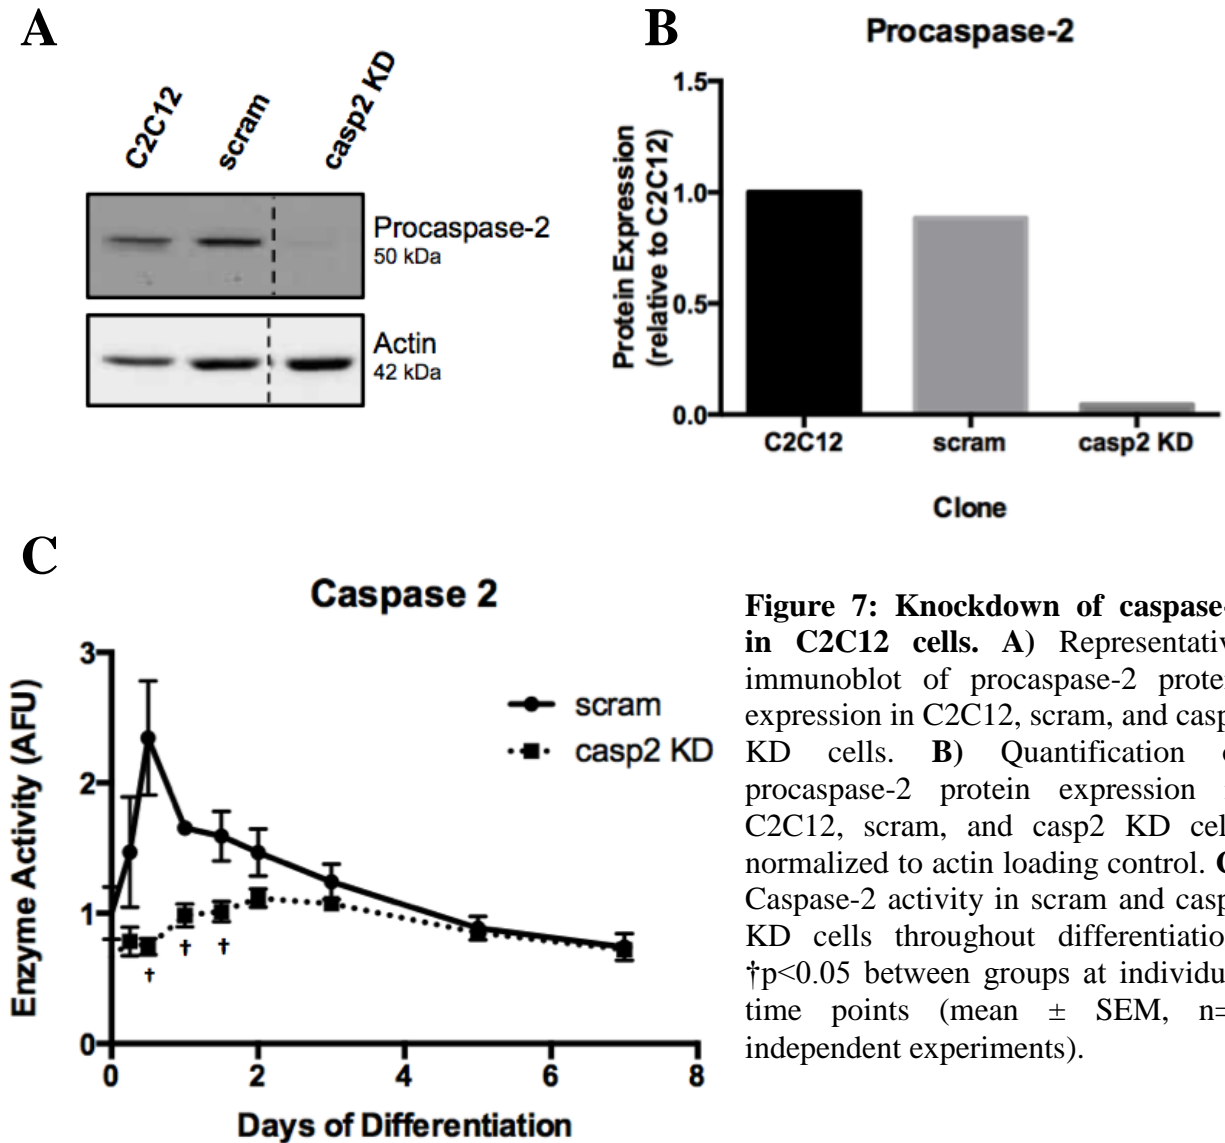 A
C2C12
scram
casp2 KD
Procaspase-2
50 kDa
Actin
42 kDa
B
Procaspase-2
Protein Expression
(relative to C2C12)
1.5
1.0
0.5
0.0
C2C12
scram
casp2 KD
Clone
C
Caspase 2
Enzyme Activity (AFU)
3
2
1
0
scram
casp2 KD
†
†
†
0
2
4
6
8
Days of Differentiation
Figure 7: Knockdown of caspase-
in C2C12 cells. A) Representativ
immunoblot of procaspase-2 protei
expression in C2C12, scram, and casp
KD cells. B) Quantification
procaspase-2 protein expression
C2C12, scram, and casp2 KD cell
normalized to actin loading control. C
Caspase-2 activity in scram and casp
KD cells throughout differentiation
†p<0.05 between groups at individu
time points (mean ± SEM, n=
independent experiments).